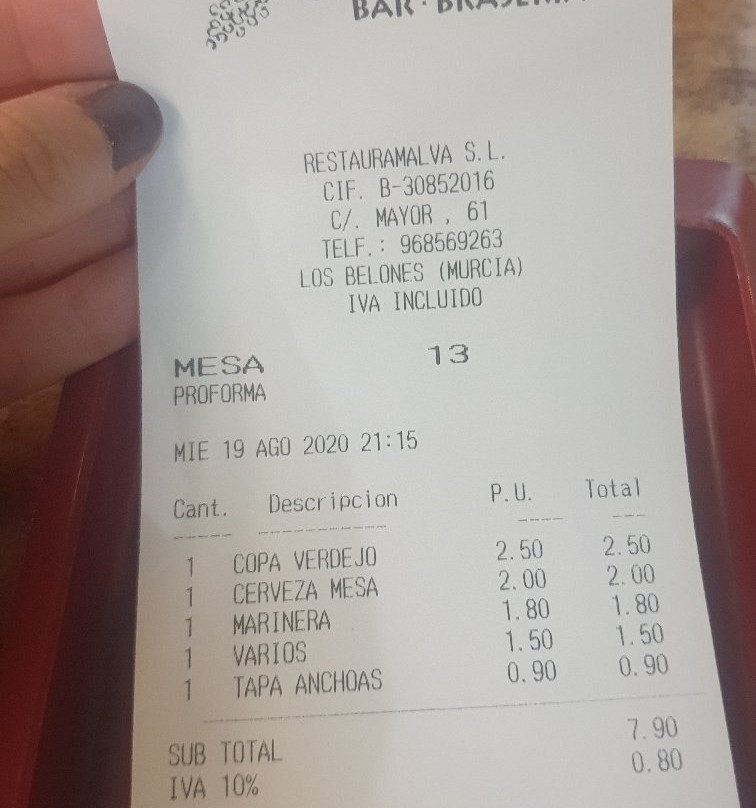 BAR · BRASERIA
RESTAURAMALVA S.L.
CIF. B-30852016
C/. MAYOR , 61
TELF.: 968569263
LOS BELONES (MURCIA)
IVA INCLUIDO
MESA 13
PROFORMA
MIE 19 AGO 2020 21:15
Cant. Descripcion P.U. Total
1 COPA VERDEJO 2.50 2.50
1 CERVEZA MESA 2.00 2.00
1 MARINERA 1.80 1.80
1 VARIOS 1.50 1.50
1 TAPA ANCHOAS 0.90 0.90
SUB TOTAL 7.90
IVA 10% 0.80